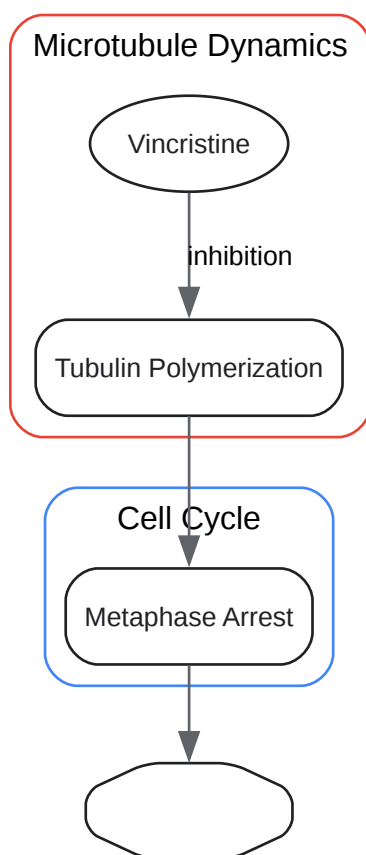 Microtubule Dynamics
Vincristine
inhibition
Tubulin Polymerization
Cell Cycle
Metaphase Arrest